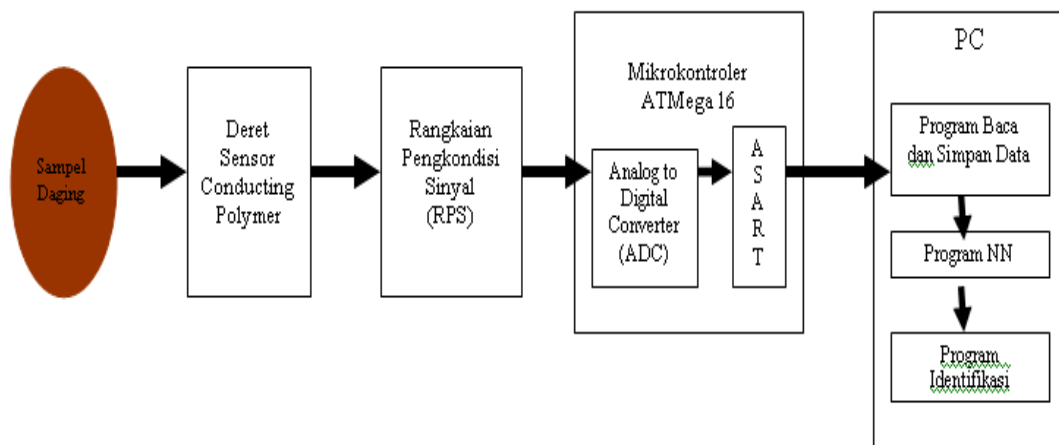 Sampel
Daging
Deret
Sensor
Conducting
Polymer
Rangkaian
Pengkondisi
Sinyal
(RPS)
Mikrokontroler
ATMega 16
Analog to
Digital
Converter
(ADC)
A
S
A
R
T
PC
Program Baca
dan Simpan Data
Program NN
Program
Identifikasi